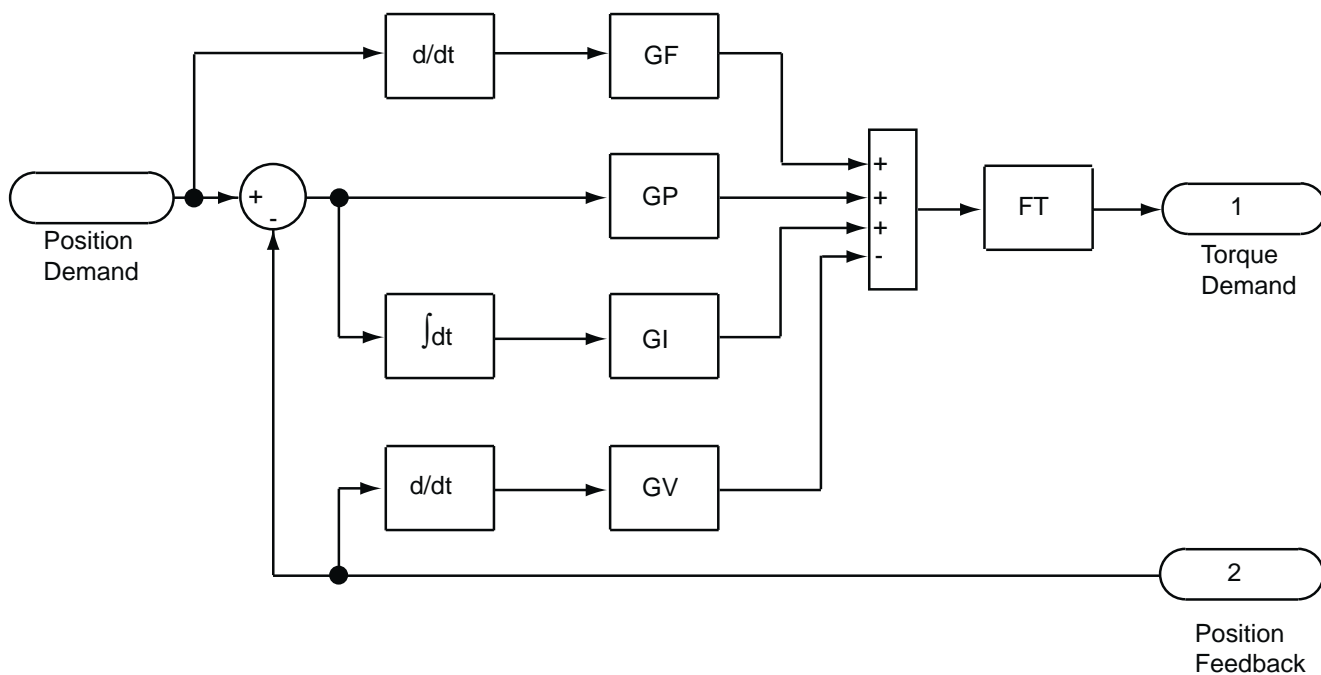 d/dt
GF
+
-
GP
+
+
+
-
FT
1
Position
Demand
Torque
Demand
∫dt
GI
d/dt
GV
2
Position
Feedback